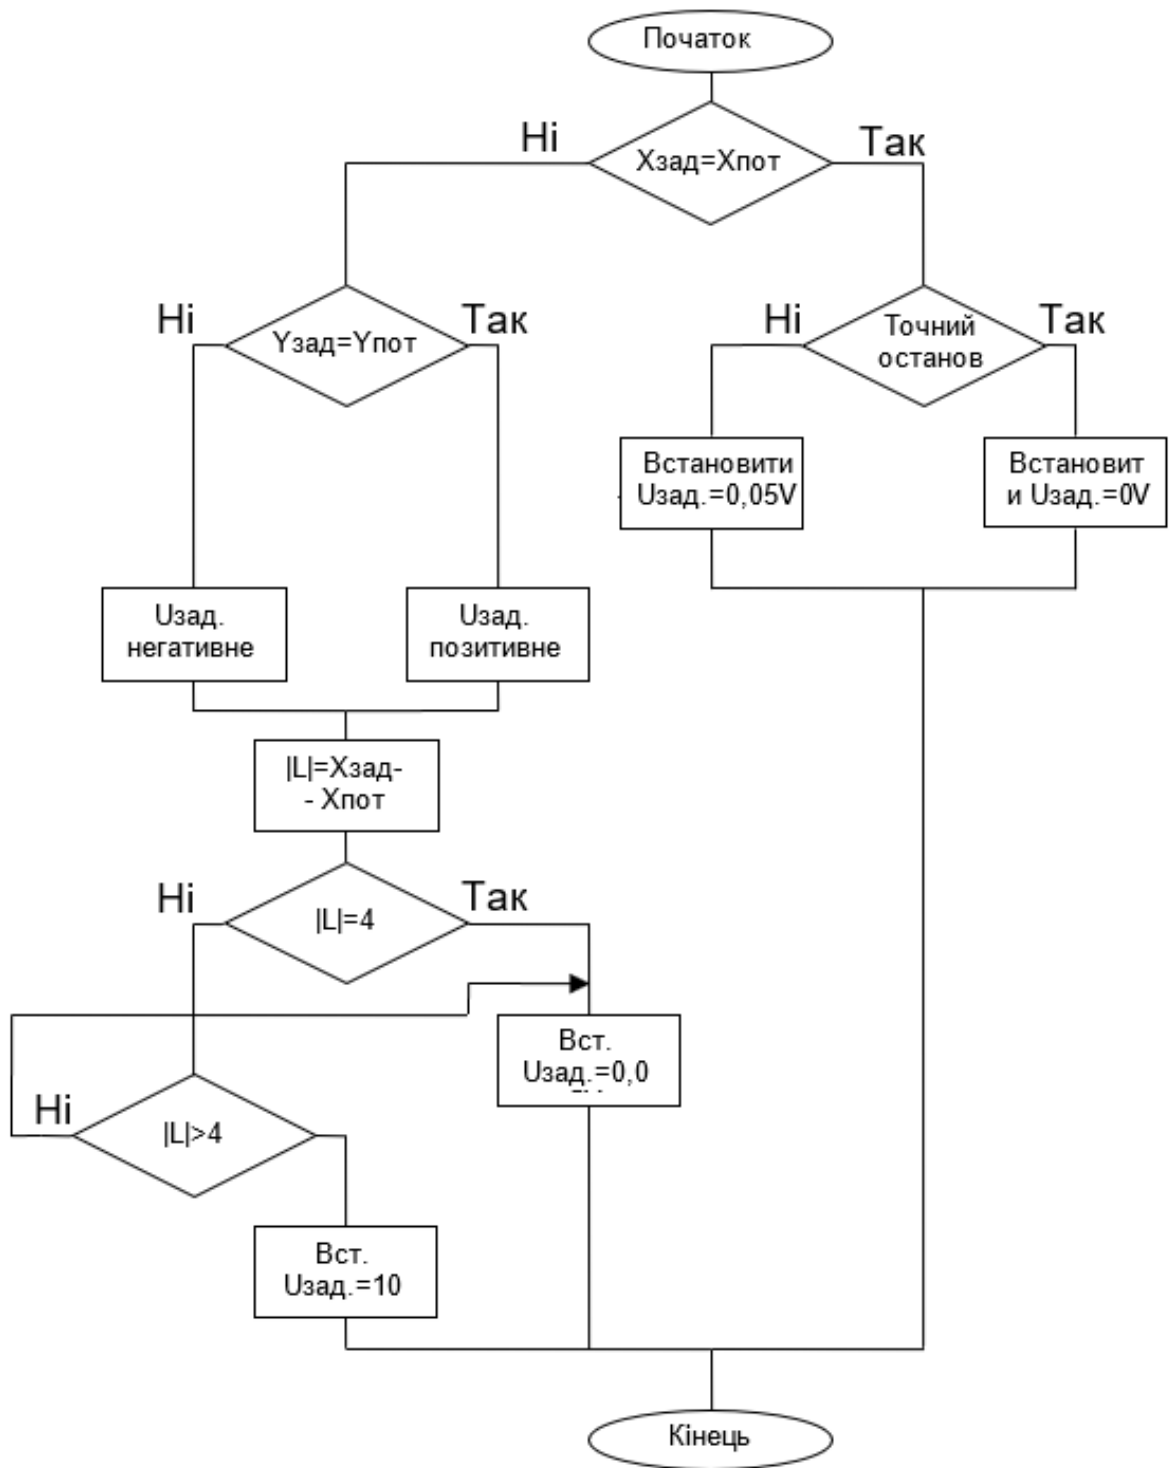 Початок
Ні
Так
Хзад=Хпот
Ні
Так
Yзад=Yпот
Ні
Так
Точний
останов
Встановити
Uзад.=0,05V
Встановит
и Uзад.=0V
Uзад.
негативне
Uзад.
позитивне
|L|=Хзад-
- Хпот
Ні
Так
|L|=4
Вст.
Uзад.=0,0
Ні
|L|>4
Вст.
Uзад.=10
Кінець